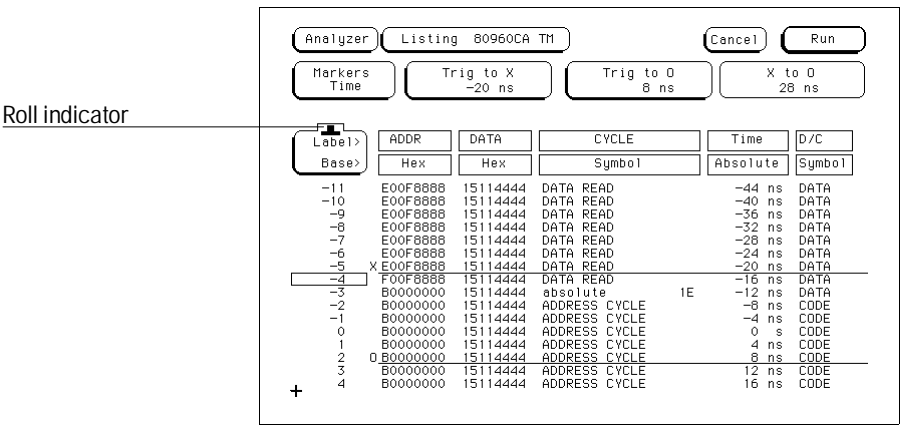 Analyzer Listing 80960CA TM Cancel Run
Markers Time Trig to X -20 ns Trig to O 8 ns X to O 28 ns
Roll indicator
Label> ADDR DATA CYCLE Time D/C
Base> Hex Hex Symbol Absolute Symbol
-11 E00F8888 15114444 DATA READ -44 ns DATA
-10 E00F8888 15114444 DATA READ -40 ns DATA
-9 E00F8888 15114444 DATA READ -36 ns DATA
-8 E00F8888 15114444 DATA READ -32 ns DATA
-7 E00F8888 15114444 DATA READ -28 ns DATA
-6 E00F8888 15114444 DATA READ -24 ns DATA
-5 X E00F8888 15114444 DATA READ -20 ns DATA
-4 F00F8888 15114444 DATA READ -16 ns DATA
-3 B0000000 15114444 absolute 1E -12 ns DATA
-2 B0000000 15114444 ADDRESS CYCLE -8 ns CODE
-1 B0000000 15114444 ADDRESS CYCLE -4 ns CODE
0 B0000000 15114444 ADDRESS CYCLE 0 s CODE
1 B0000000 15114444 ADDRESS CYCLE 4 ns CODE
2 O B0000000 15114444 ADDRESS CYCLE 8 ns CODE
3 B0000000 15114444 ADDRESS CYCLE 12 ns CODE
4 B0000000 15114444 ADDRESS CYCLE 16 ns CODE